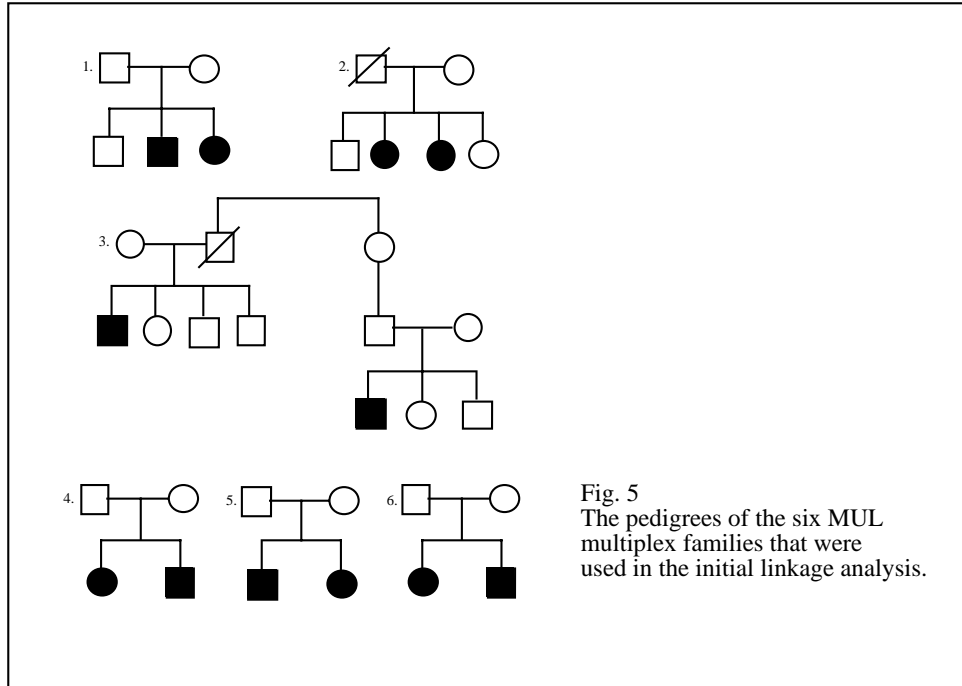 1.
2.
3.
4.
5.
6.
Fig. 5
The pedigrees of the six MUL
multiplex families that were
used in the initial linkage analysis.